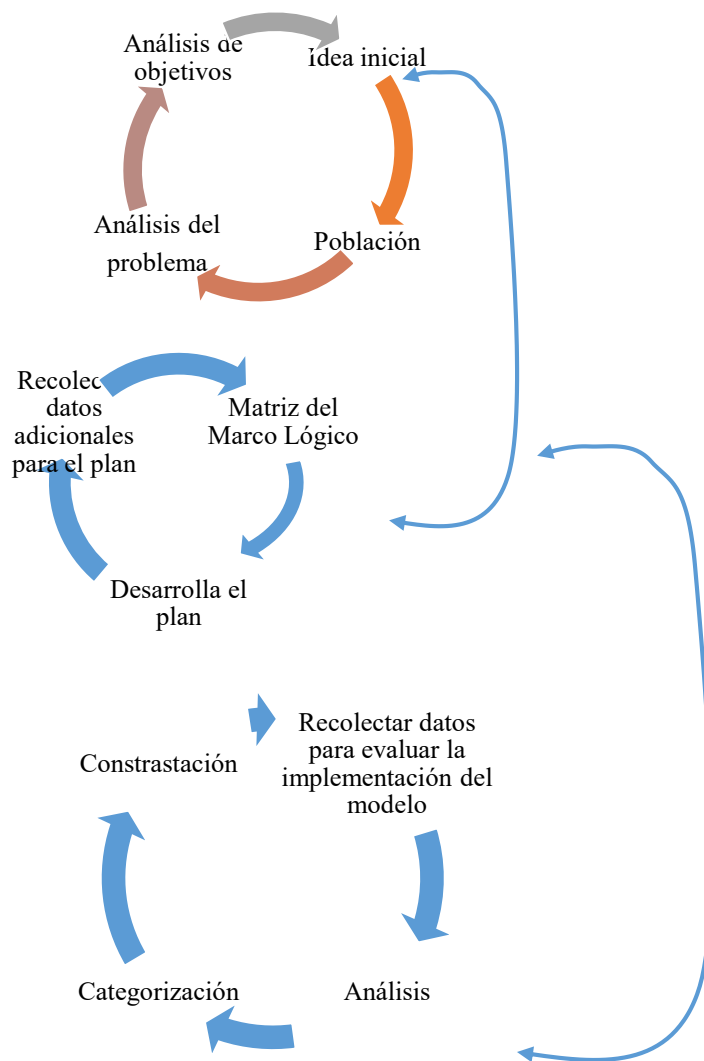 Análisis de
objetivos
Idea inicial
Población
Análisis del
problema
Recolec
datos
adicionales
para el plan
Matriz del
Marco Lógico
Desarrolla el
plan
Recolectar datos
para evaluar la
implementación del
modelo
Constrastación
Análisis
Categorización